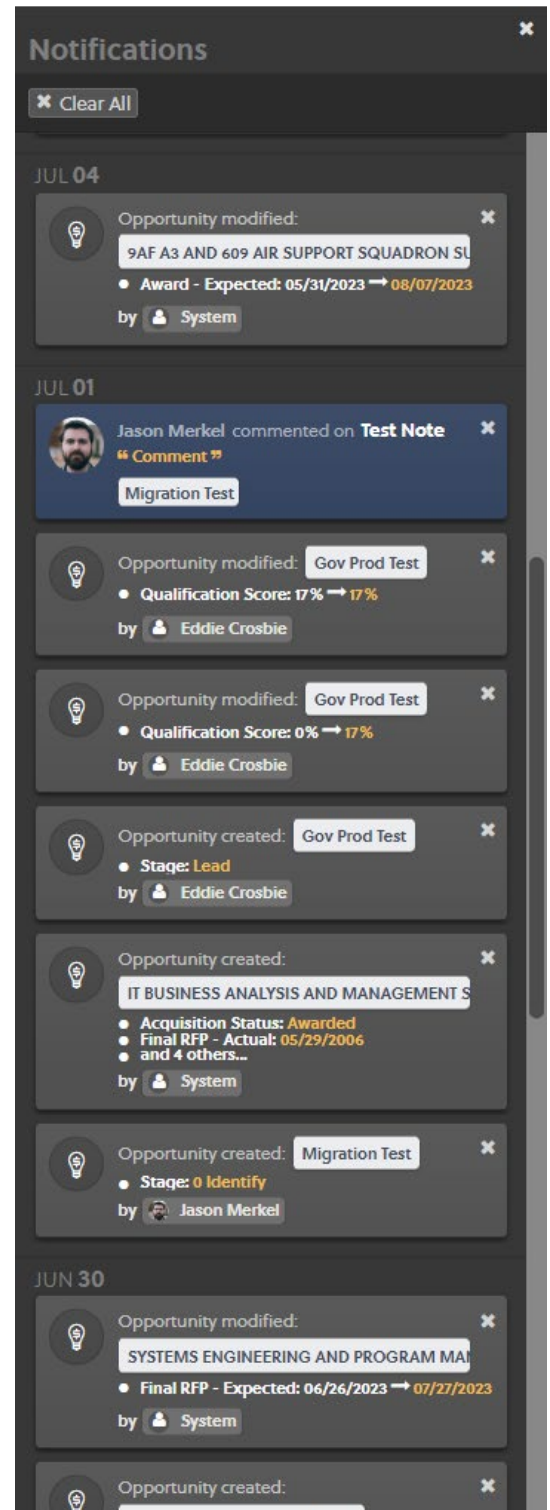 Notifications
Clear All
JUL 04
Opportunity modified:
9AF A3 AND 609 AIR SUPPORT SQUADRON SU
Award - Expected: 05/31/2023 → 08/07/2023
by System
JUL 01
Jason Merkel commented on Test Note
“ Comment ”
Migration Test
Opportunity modified: Gov Prod Test
Qualification Score: 17% → 17%
by Eddie Crosbie
Opportunity modified: Gov Prod Test
Qualification Score: 0% → 17%
by Eddie Crosbie
Opportunity created: Gov Prod Test
Stage: Lead
by Eddie Crosbie
Opportunity created:
IT BUSINESS ANALYSIS AND MANAGEMENT S
Acquisition Status: Awarded
Final RFP - Actual: 05/29/2006
and 4 others...
by System
Opportunity created: Migration Test
Stage: 0 Identify
by Jason Merkel
JUN 30
Opportunity modified:
SYSTEMS ENGINEERING AND PROGRAM MAN
Final RFP - Expected: 06/26/2023 → 07/27/2023
by System
Opportunity created: